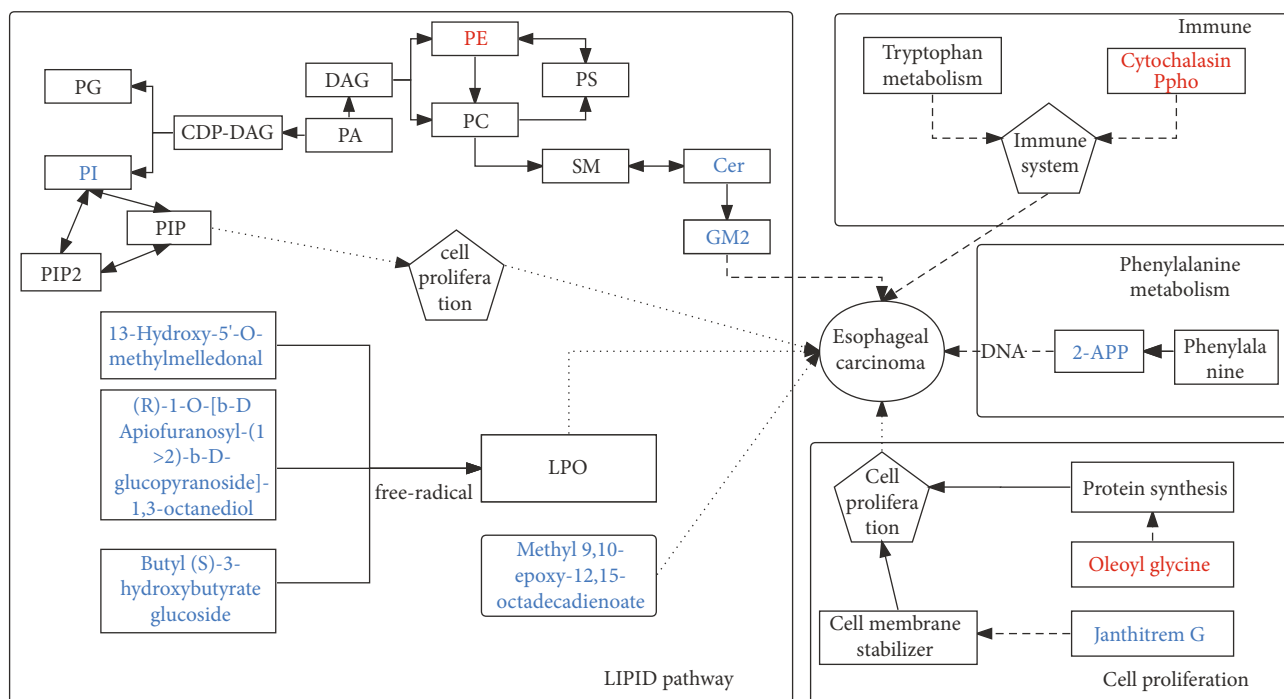 PE
DAG
PS
PG
PC
CDP-DAG
PA
PI
SM
Cer
PIP
GM2
PIP2
cell
prolifera
tion
13-Hydroxy-5'-O-
methylmelledonal
(R)-1-O-[b-D
Apiofuranosyl-(1
>2)-b-D-
glucopyranoside]-
1,3-octanediol
Butyl (S)-3-
hydroxybutyrate
glucoside
free-radical
LPO
Methyl 9,10-
epoxy-12,15-
octadecadienoate
LIPID pathway
Immune
Tryptophan
metabolism
Cytochalasin
Ppho
Immune
system
Phenylalanine
metabolism
Esophageal
carcinoma
DNA
2-APP
Phenylala
nine
Cell
prolifera
tion
Protein synthesis
Oleoyl glycine
Cell membrane
stabilizer
Janthitrem G
Cell proliferation